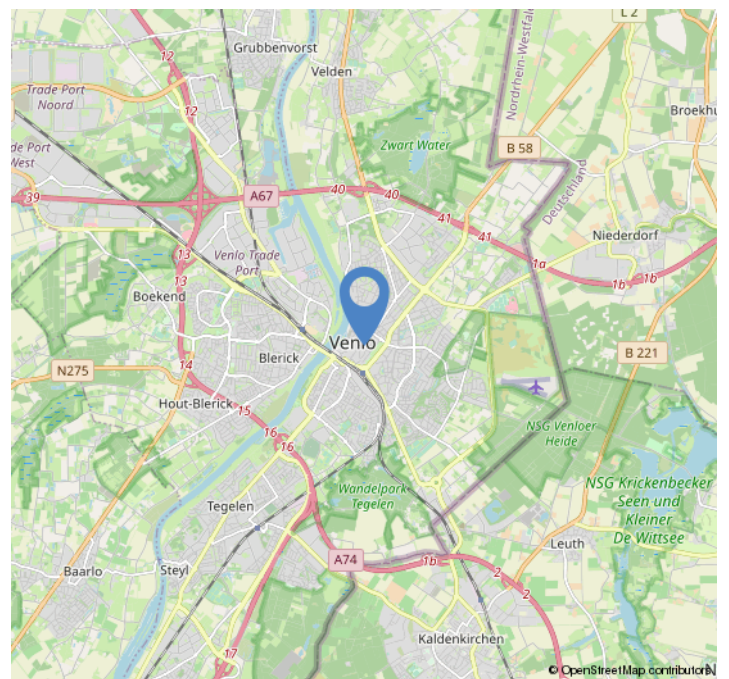 L 2
Grubbenvorst
12
Velden
Trade Port
Noord
12
Nordrhein-Westfal
Broekhu
Zwart Water
B 58
de Port
West
Deutschland
39
A67
40
40
41
41
Niederdorf
13
Venlo Trade
Port
1a
1b
1b
13
Boekend
Venlo
B 221
Blerick
14
N275
Hout-Blerick
15
16
16
NSG Venloer
Heide
NSG Krickenbecker
Seen und
Kleiner
De Wittsee
Wandelpark
Tegelen
Tegelen
Leuth
A74
1b
2
2
Baarlo
Steyl
Kaldenkirchen
17
© OpenStreetMap contributors.
N